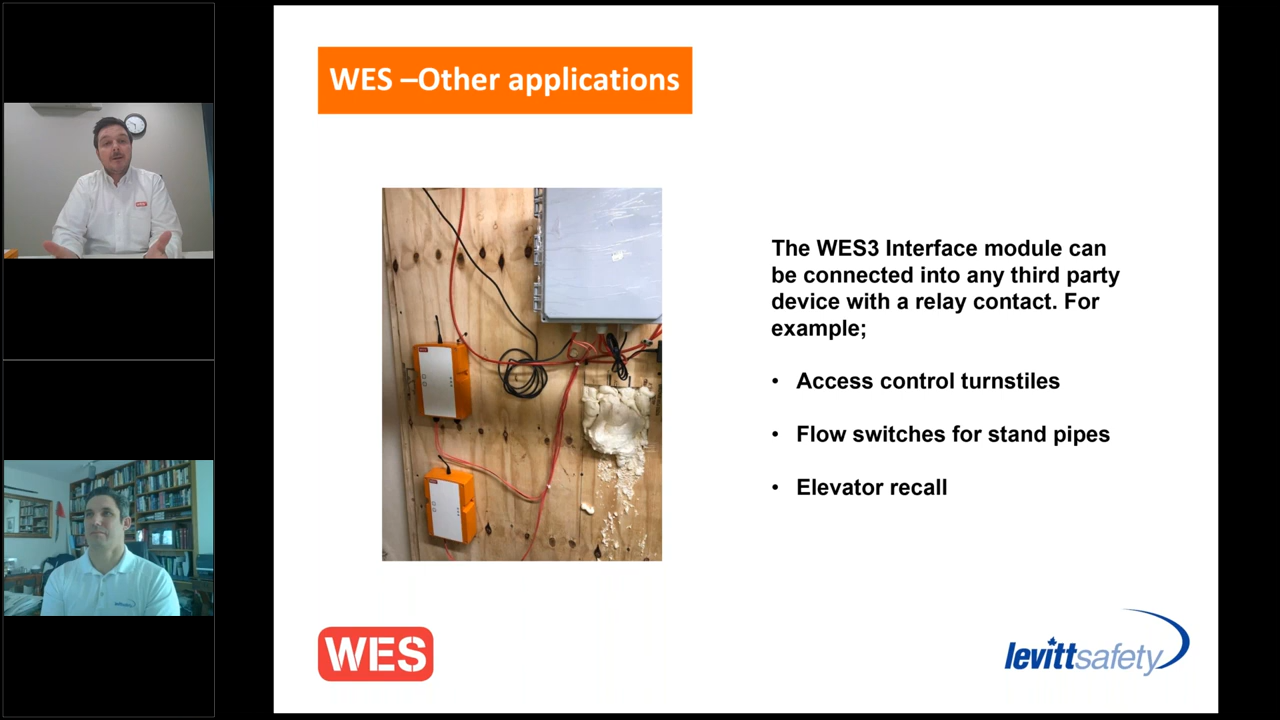 WES –Other applications
The WES3 Interface module can
be connected into any third party
device with a relay contact. For
example;
• Access control turnstiles
• Flow switches for stand pipes
• Elevator recall
WES
levittsafety